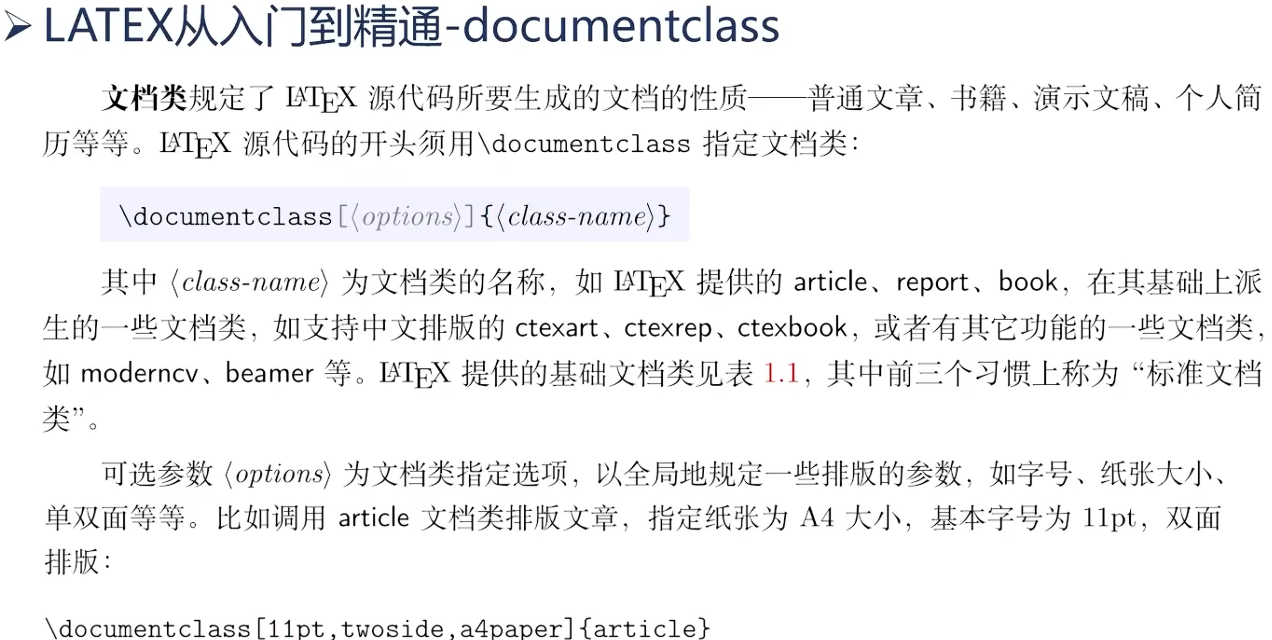 ➢LATEX从入门到精通-documentclass
文档类规定了 LATEX 源代码所要生成的文档的性质——普通文章、书籍、演示文稿、个人简
历等等。LATEX 源代码的开头须用\documentclass 指定文档类：
\documentclass[⟨options⟩]{⟨class-name⟩}
其中 ⟨class-name⟩ 为文档类的名称，如 LATEX 提供的 article、report、book，在其基础上派
生的一些文档类，如支持中文排版的 ctexart、ctexrep、ctexbook，或者有其它功能的一些文档类，
如 moderncv、beamer 等。LATEX 提供的基础文档类见表 1.1，其中前三个习惯上称为 “标准文档
类”。
可选参数 ⟨options⟩ 为文档类指定选项，以全局地规定一些排版的参数，如字号、纸张大小、
单双面等等。比如调用 article 文档类排版文章，指定纸张为 A4 大小，基本字号为 11pt，双面
排版：
\documentclass[11pt,twoside,a4paper]{article}